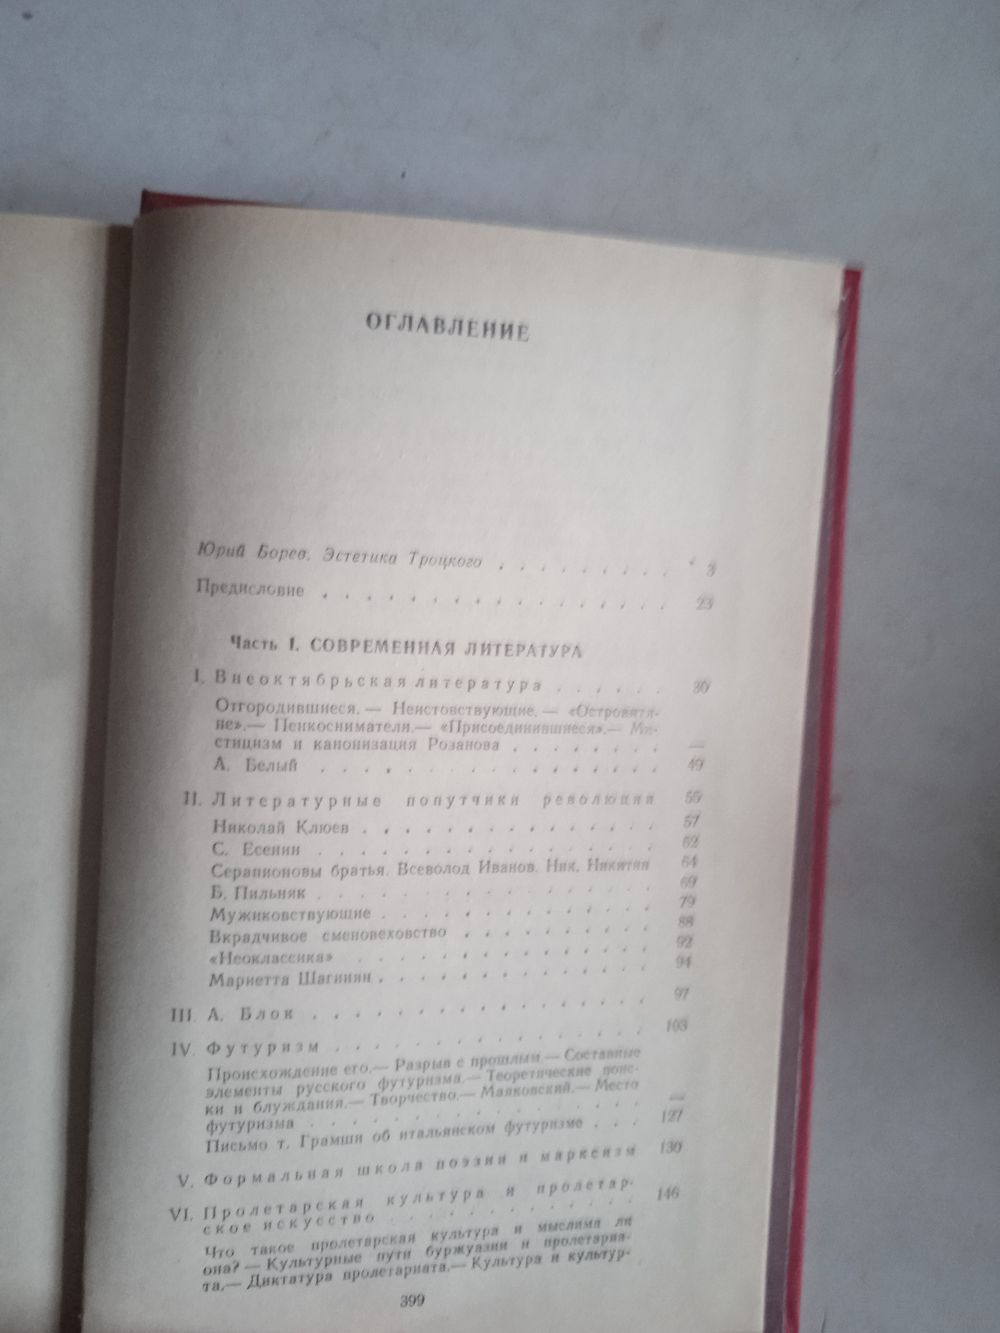 ОГЛАВЛЕНИЕ
Юрий Борев. Эстетика Троцкого . . . . . . . . . 3
Предисловие . . . . . . . . . . . . . . . . . 23
Часть I. СОВРЕМЕННАЯ ЛИТЕРАТУРА
I. Внеоктябрьская литература . . . . . . 30
Отгородившиеся.— Неистовствующие.— «Островитя-
не».— Пенкосниматели.— «Присоединившиеся».— Ми-
стицизм и канонизация Розанова . . . . . . . —
А. Белый . . . . . . . . . . . . . . . . 49
II. Литературные попутчики революции 55
Николай Клюев . . . . . . . . . . . . . . 57
С. Есенин . . . . . . . . . . . . . . . . 62
Серапионовы братья. Всеволод Иванов. Ник. Никитин 64
Б. Пильняк . . . . . . . . . . . . . . . . 69
Мужиковствующие . . . . . . . . . . . . . 79
Вкрадчивое сменовеховство . . . . . . . . . 88
«Неоклассика» . . . . . . . . . . . . . . 92
Мариетта Шагинян . . . . . . . . . . . . . 94
III. А. Блок . . . . . . . . . . . . . . . . 97
IV. Футуризм . . . . . . . . . . . . . . . 103
Происхождение его.— Разрыв с прошлым.— Составные
элементы русского футуризма.— Теоретические поис-
ки и блуждания.— Творчество.— Маяковский.— Место
футуризма . . . . . . . . . . . . . . . . —
Письмо т. Грамши об итальянском футуризме . . . 127
V. Формальная школа поэзии и марксизм 130
VI. Пролетарская культура и пролетар-
ское искусство . . . . . . . . . . . . 146
Что такое пролетарская культура и мыслима ли
она? — Культурные пути буржуазии и пролетариа-
та.— Диктатура пролетариата.— Культура и культур-
399